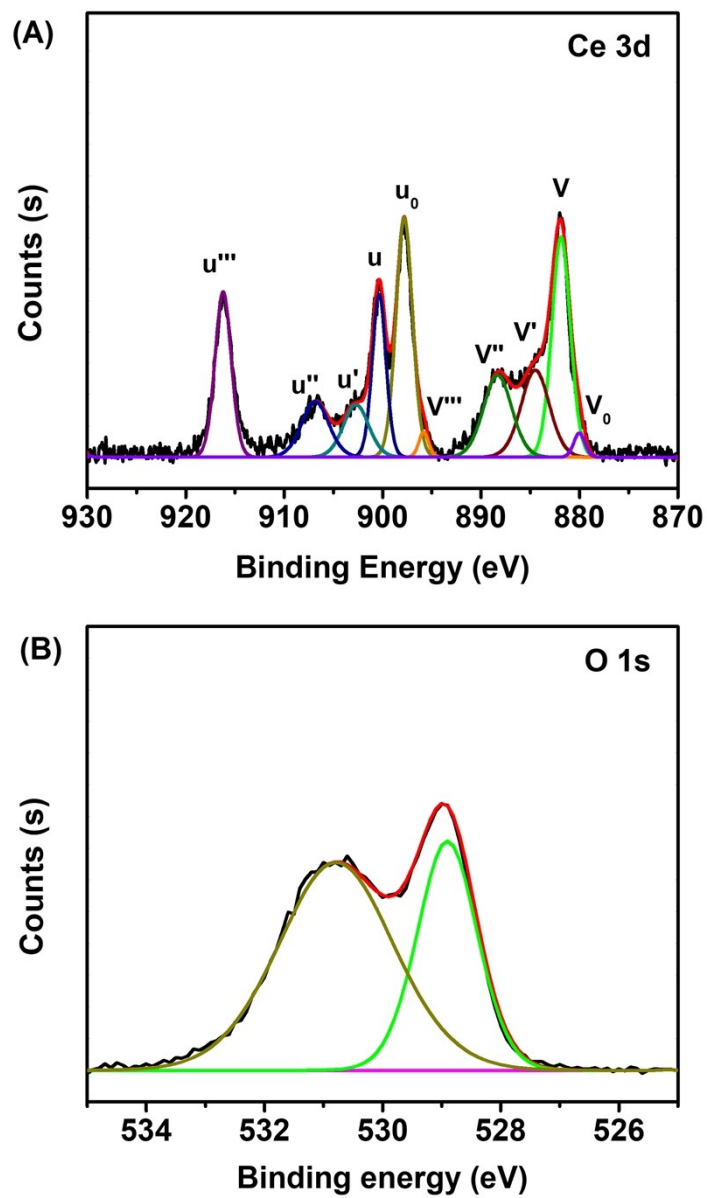 (A)
Ce 3d
Counts (s)
u'''
u''
u'
u
u₀
V''''
V''
V'
V
V₀
930 920 910 900 890 880 870
Binding Energy (eV)
(B)
O 1s
Counts (s)
534 532 530 528 526
Binding energy (eV)